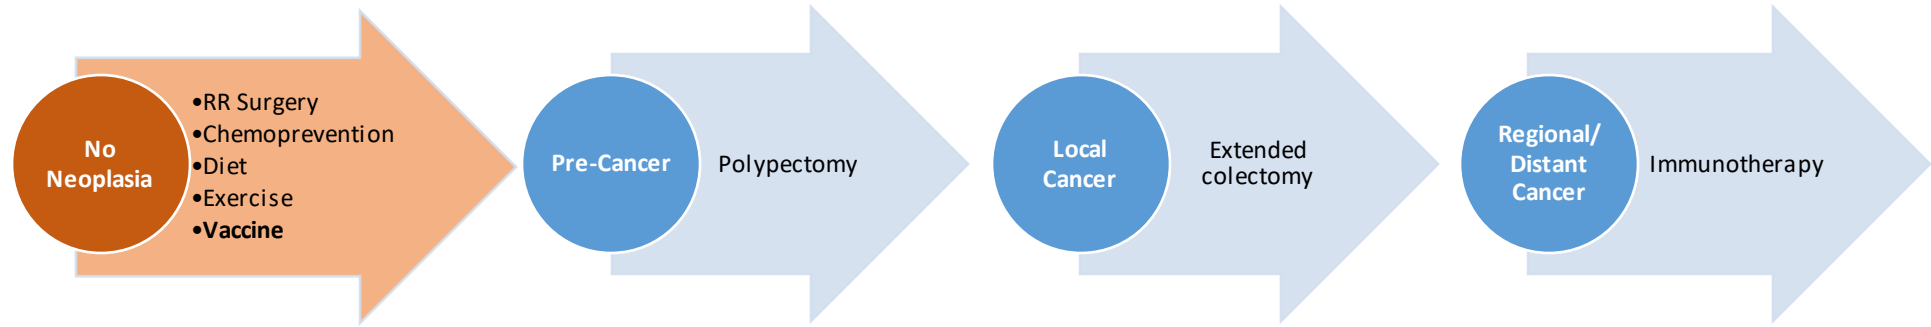 No
Neoplasia
•RR Surgery
•Chemoprevention
•Diet
•Exercise
•Vaccine
Pre-Cancer
Polypectomy
Local
Cancer
Extended
colectomy
Regional/
Distant
Cancer
Immunotherapy